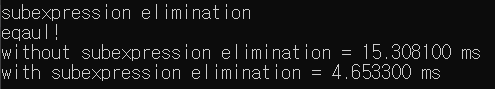 subexpression elimination
eqaul!
without subexpression elimination = 15.308100 ms
with subexpression elimination = 4.653300 ms